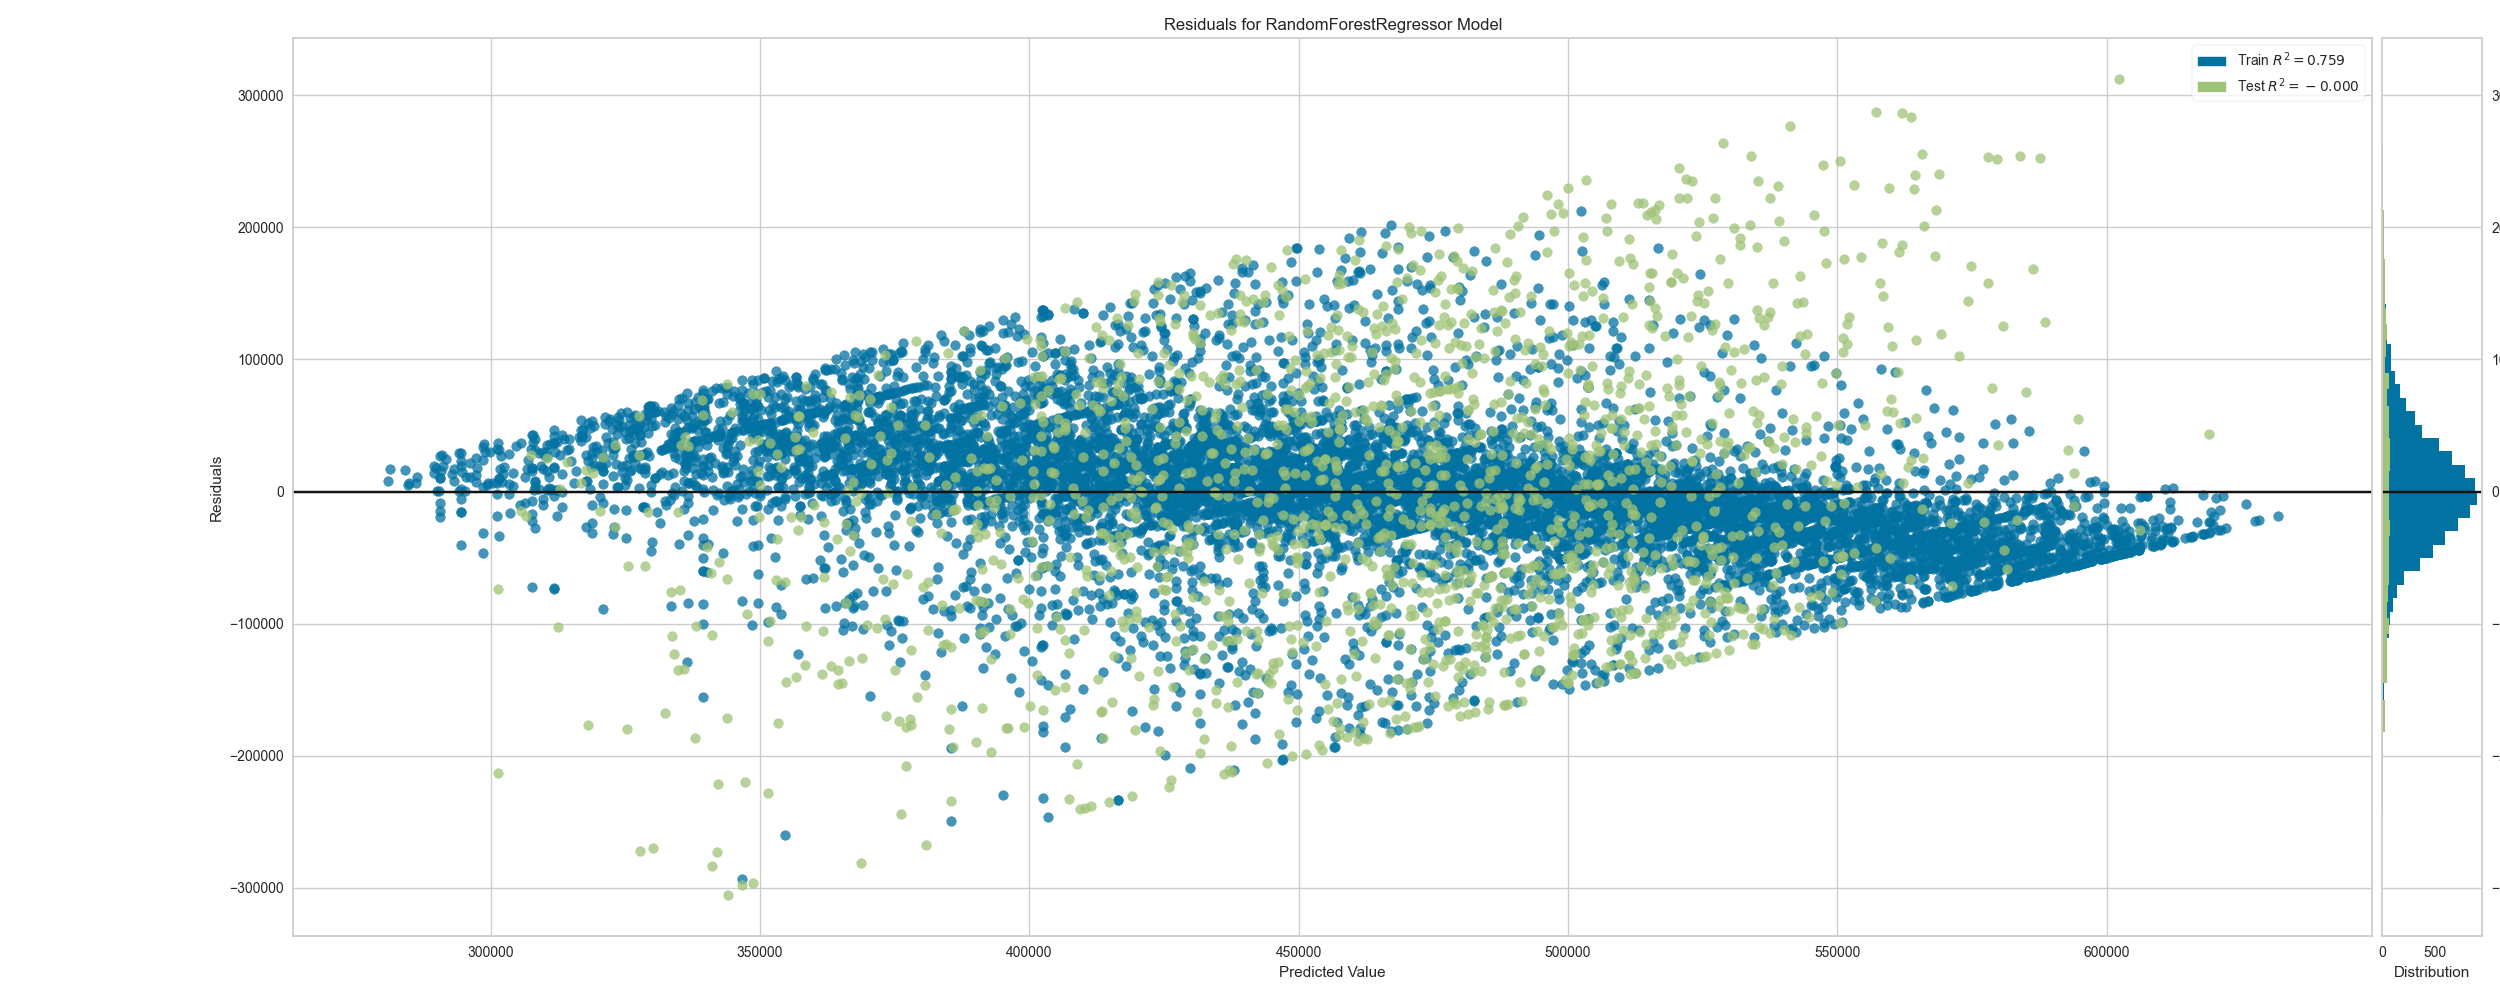 Residuals for RandomForestRegressor Model
Train R² = 0.759
Test R² = − 0.000
Residuals
300000
200000
100000
0
−100000
−200000
−300000
300000
350000
400000
450000
500000
550000
600000
Predicted Value
0
500
Distribution
0